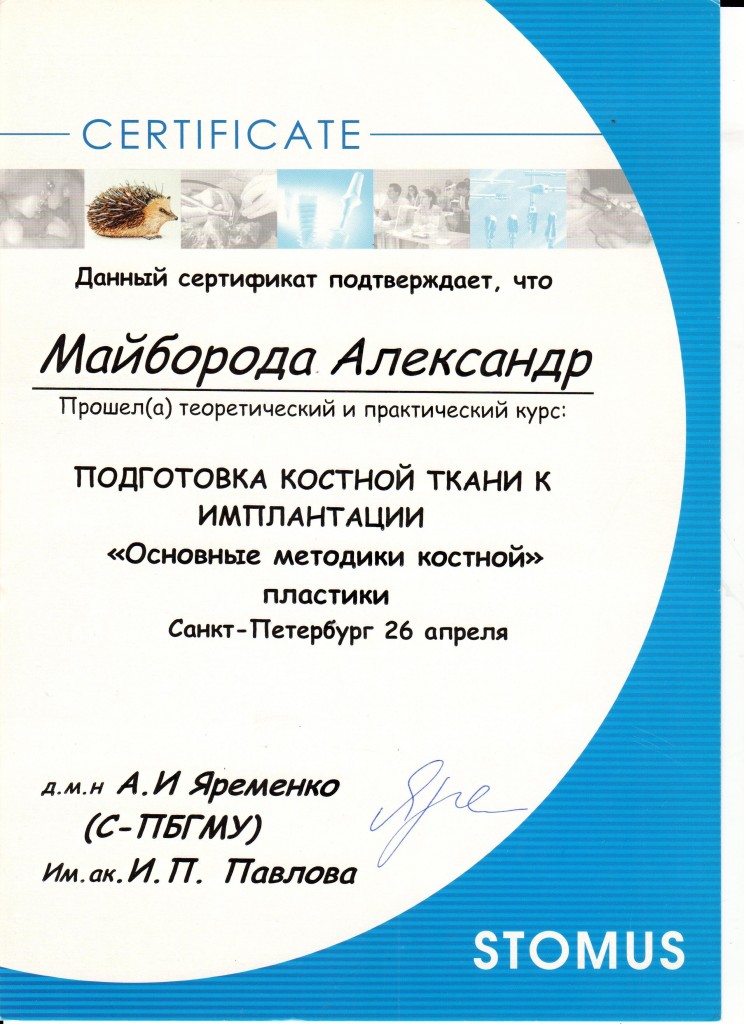 CERTIFICATE
Данный сертификат подтверждает, что
Майборода Александр
Прошел(а) теоретический и практический курс:
ПОДГОТОВКА КОСТНОЙ ТКАНИ К
ИМПЛАНТАЦИИ
«Основные методики костной»
пластики
Санкт-Петербург 26 апреля
д.м.н А.И Яременко
(С-ПБГМУ)
Им.ак.И.П. Павлова
Яре
STOMUS